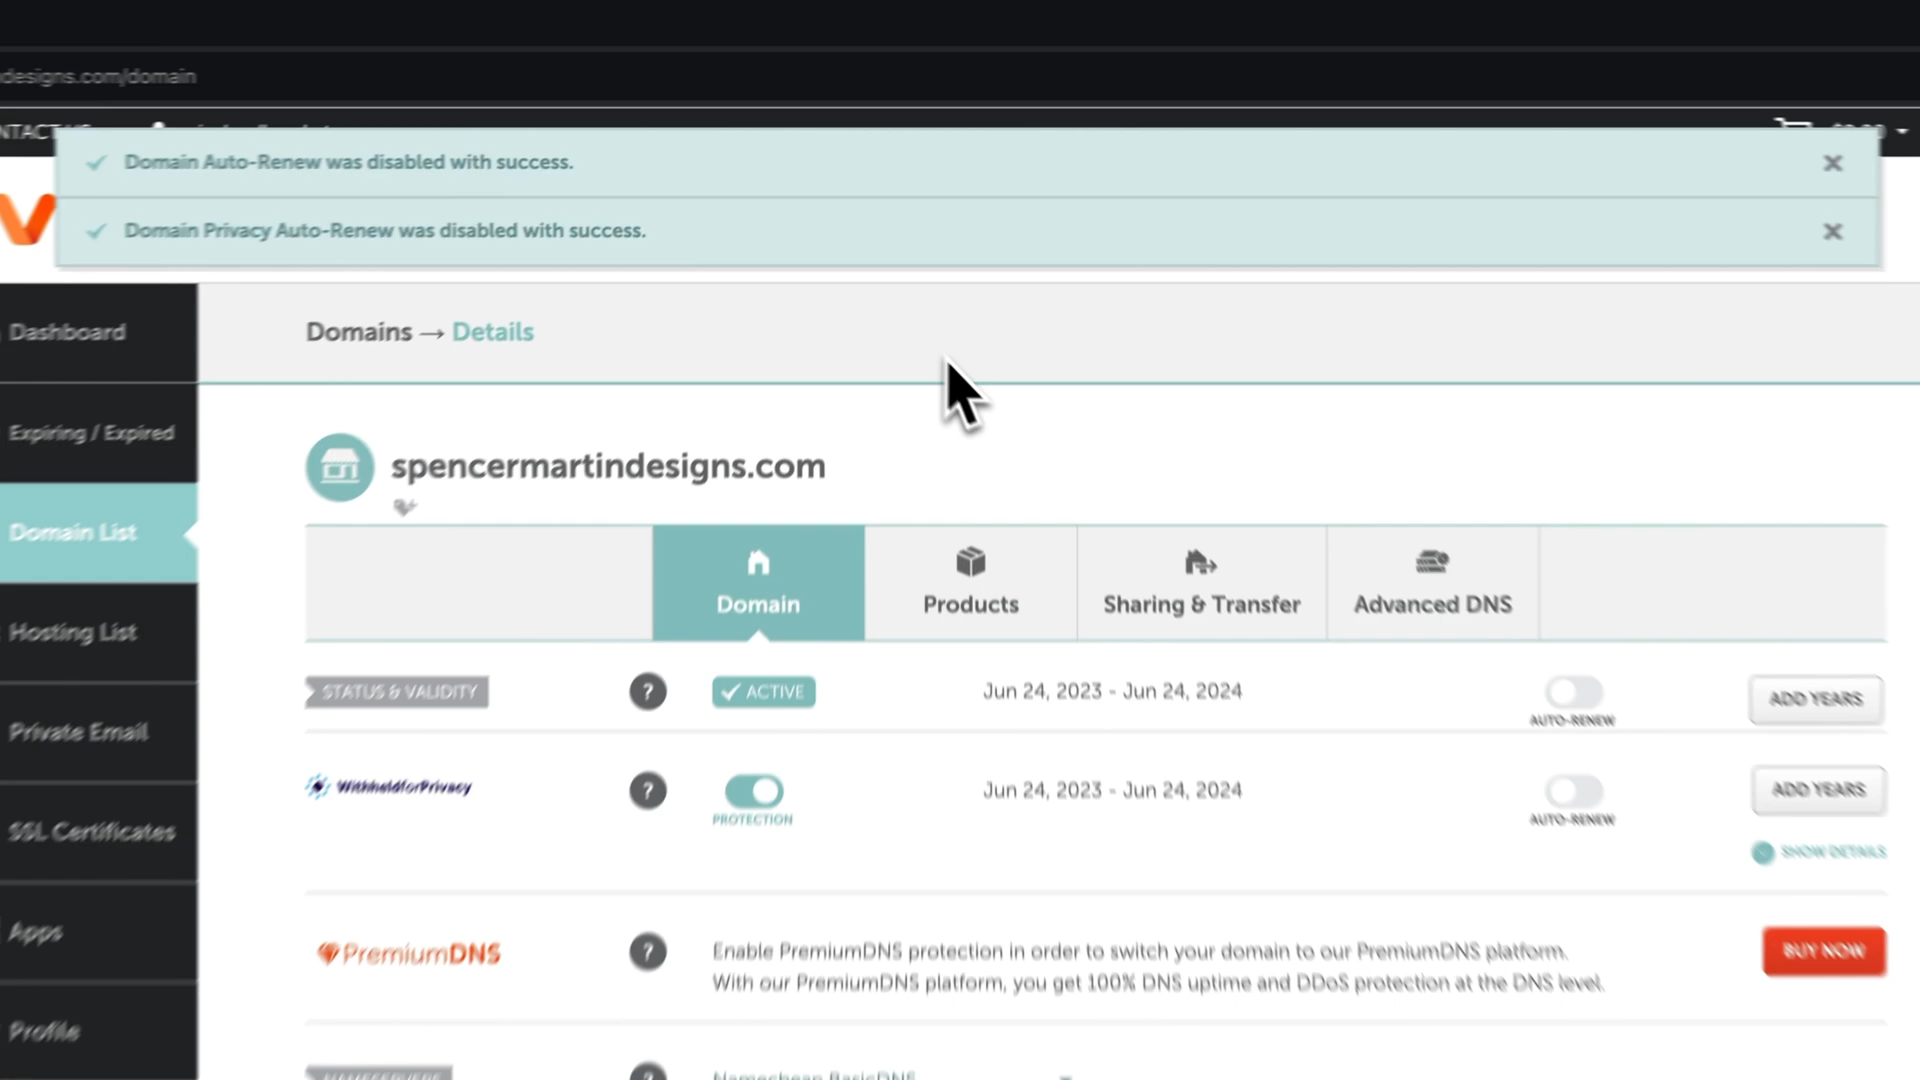 designs.com/domain
Domain Auto-Renew was disabled with success.
Domain Privacy Auto-Renew was disabled with success.
Dashboard
Expiring / Expired
Domain List
Hosting List
Private Email
SSL Certificates
Apps
Profile
Domains → Details
spencermartindesigns.com
Domain
Products
Sharing & Transfer
Advanced DNS
STATUS & VALIDITY
?
✓ ACTIVE
Jun 24, 2023 - Jun 24, 2024
AUTO-RENEW
ADD YEARS
WithheldforPrivacy
?
PROTECTION
Jun 24, 2023 - Jun 24, 2024
AUTO-RENEW
ADD YEARS
SHOW DETAILS
PremiumDNS
?
Enable PremiumDNS protection in order to switch your domain to our PremiumDNS platform.
With our PremiumDNS platform, you get 100% DNS uptime and DDoS protection at the DNS level.
BUY NOW
NAMESERVERS
Namecheap BasicDNS